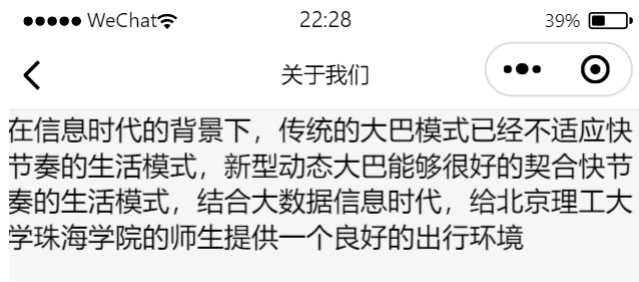 WeChat 22:28 39%
关于我们
在信息时代的背景下，传统的大巴模式已经不适应快
节奏的生活模式，新型动态大巴能够很好的契合快节
奏的生活模式，结合大数据信息时代，给北京理工大
学珠海学院的师生提供一个良好的出行环境